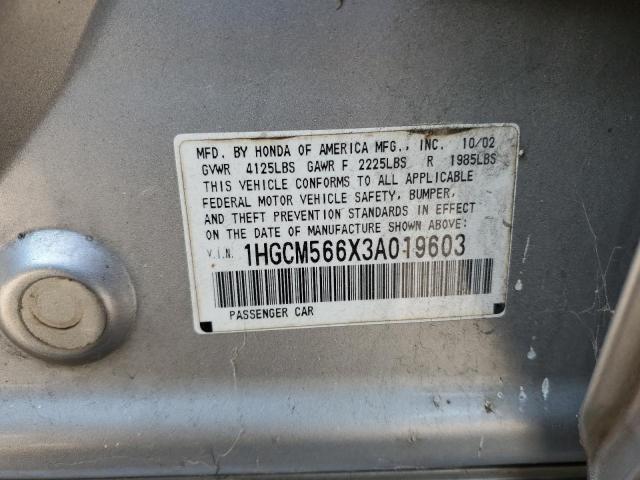 MFD. BY HONDA OF AMERICA MFG., INC. 10/02
GVWR 4125LBS GAWR F 2225LBS R 1985LBS
THIS VEHICLE CONFORMS TO ALL APPLICABLE
FEDERAL MOTOR VEHICLE SAFETY, BUMPER,
AND THEFT PREVENTION STANDARDS IN EFFECT
ON THE DATE OF MANUFACTURE SHOWN ABOVE.
V.I.N. 1HGCM566X3A019603
PASSENGER CAR